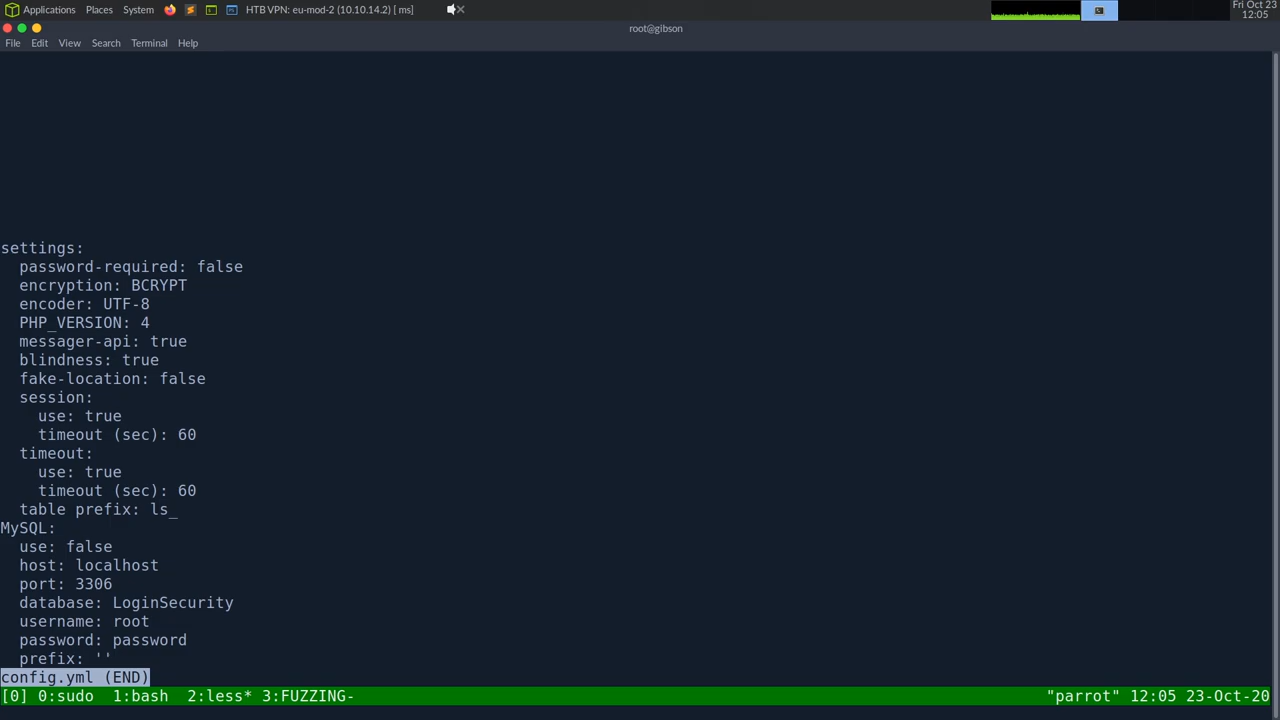 Applications Places System HTB VPN: eu-mod-2 (10.10.14.2) [ ms] Fri Oct 23
12:05
root@gibson
File Edit View Search Terminal Help
settings:
  password-required: false
  encryption: BCRYPT
  encoder: UTF-8
  PHP_VERSION: 4
  messager-api: true
  blindness: true
  fake-location: false
  session:
    use: true
    timeout (sec): 60
  timeout:
    use: true
    timeout (sec): 60
  table prefix: ls_
MySQL:
  use: false
  host: localhost
  port: 3306
  database: LoginSecurity
  username: root
  password: password
  prefix: ''
config.yml (END)
[0] 0:sudo 1:bash 2:less* 3:FUZZING- "parrot" 12:05 23-Oct-20